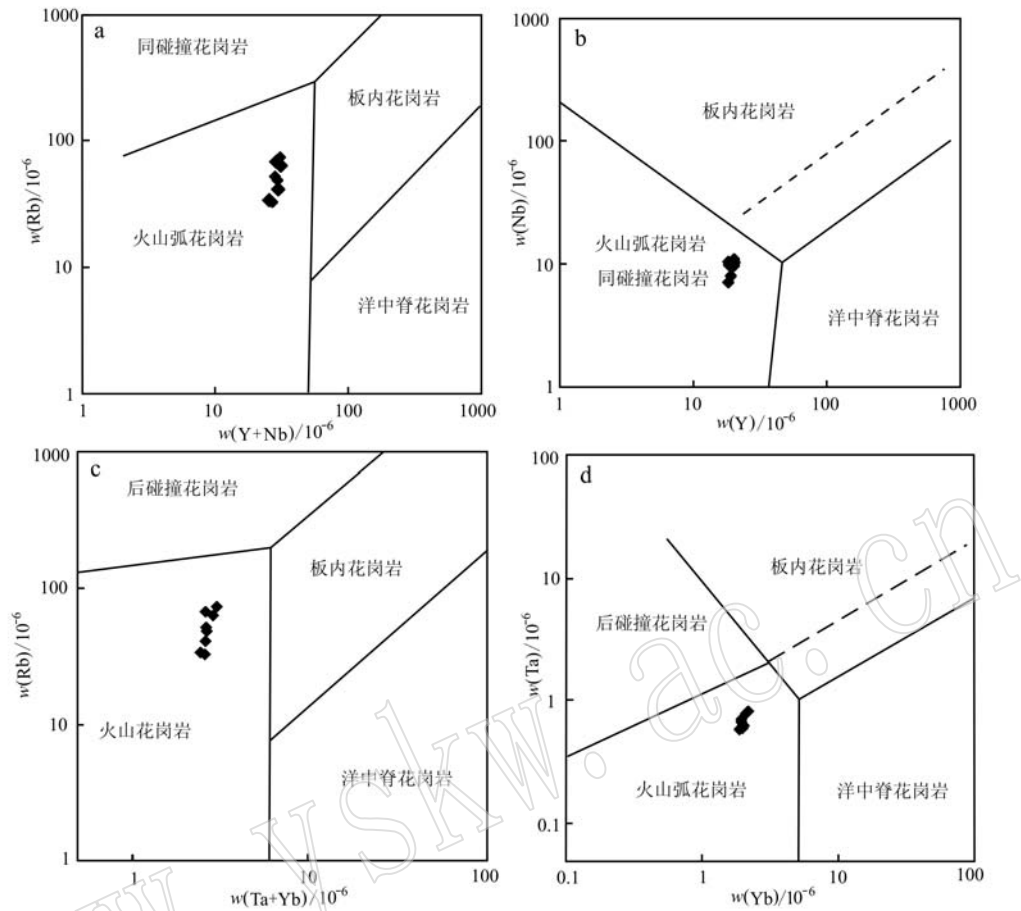 a
1000
100
10
1
w(Rb)/10⁻⁶
同碰撞花岗岩
板内花岗岩
火山弧花岗岩
洋中脊花岗岩
1
10
100
1000
w(Y+Nb)/10⁻⁶
b
1000
100
10
1
w(Nb)/10⁻⁶
板内花岗岩
火山弧花岗岩
同碰撞花岗岩
洋中脊花岗岩
1
10
100
1000
w(Y)/10⁻⁶
c
1000
100
10
1
w(Rb)/10⁻⁶
后碰撞花岗岩
板内花岗岩
火山花岗岩
洋中脊花岗岩
1
10
100
w(Ta+Yb)/10⁻⁶
d
100
10
1
0.1
w(Ta)/10⁻⁶
板内花岗岩
后碰撞花岗岩
火山弧花岗岩
洋中脊花岗岩
0.1
1
10
100
w(Yb)/10⁻⁶
www.yskw.ac.cn